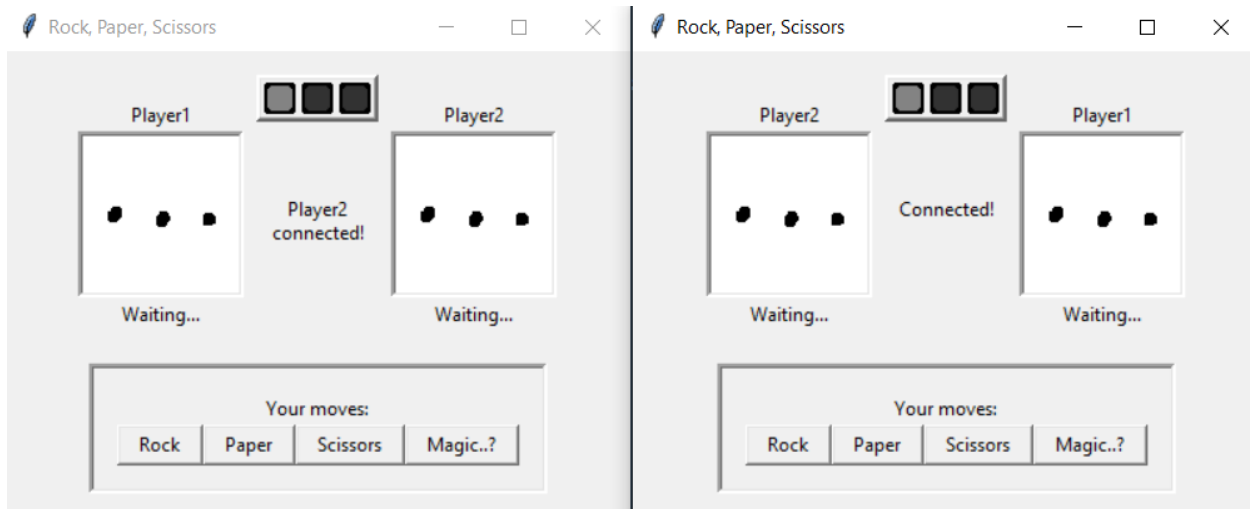 Rock, Paper, Scissors
Player1
Player2
Player2
connected!
Waiting...
Waiting...
Your moves:
Rock Paper Scissors Magic..?
Rock, Paper, Scissors
Player2
Player1
Connected!
Waiting...
Waiting...
Your moves:
Rock Paper Scissors Magic..?